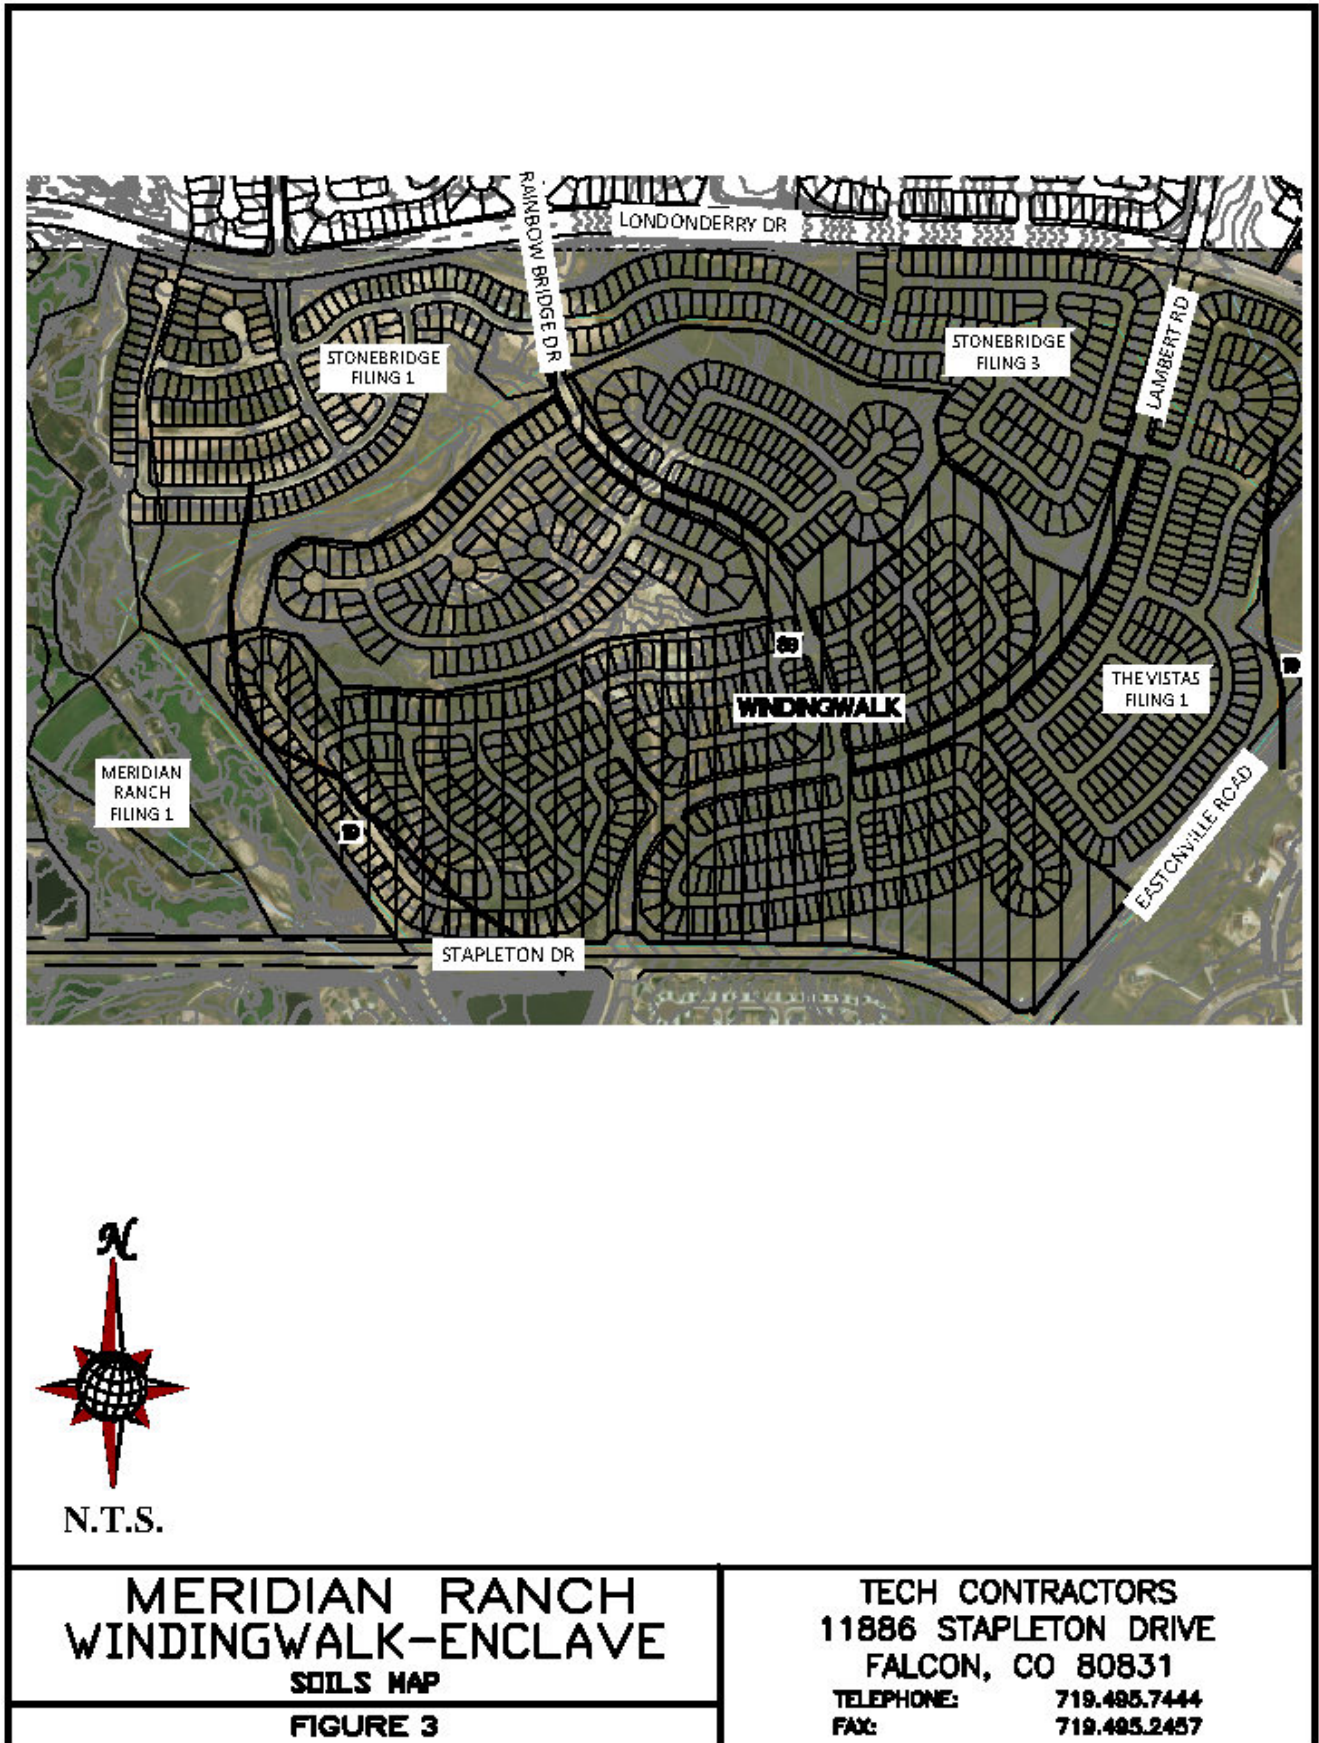 RAINBOW BRIDGE DR
LONDONDERRY DR
STONEBRIDGE
FILING 1
STONEBRIDGE
FILING 3
LAMBERT RD
WINDINGWALK
THE VISTAS
FILING 1
MERIDIAN
RANCH
FILING 1
EASTONVILLE ROAD
STAPLETON DR
N
N.T.S.
MERIDIAN RANCH
WINDINGWALK-ENCLAVE
SOILS MAP
FIGURE 3
TECH CONTRACTORS
11886 STAPLETON DRIVE
FALCON, CO 80831
TELEPHONE: 719.495.7444
FAX: 719.495.2457